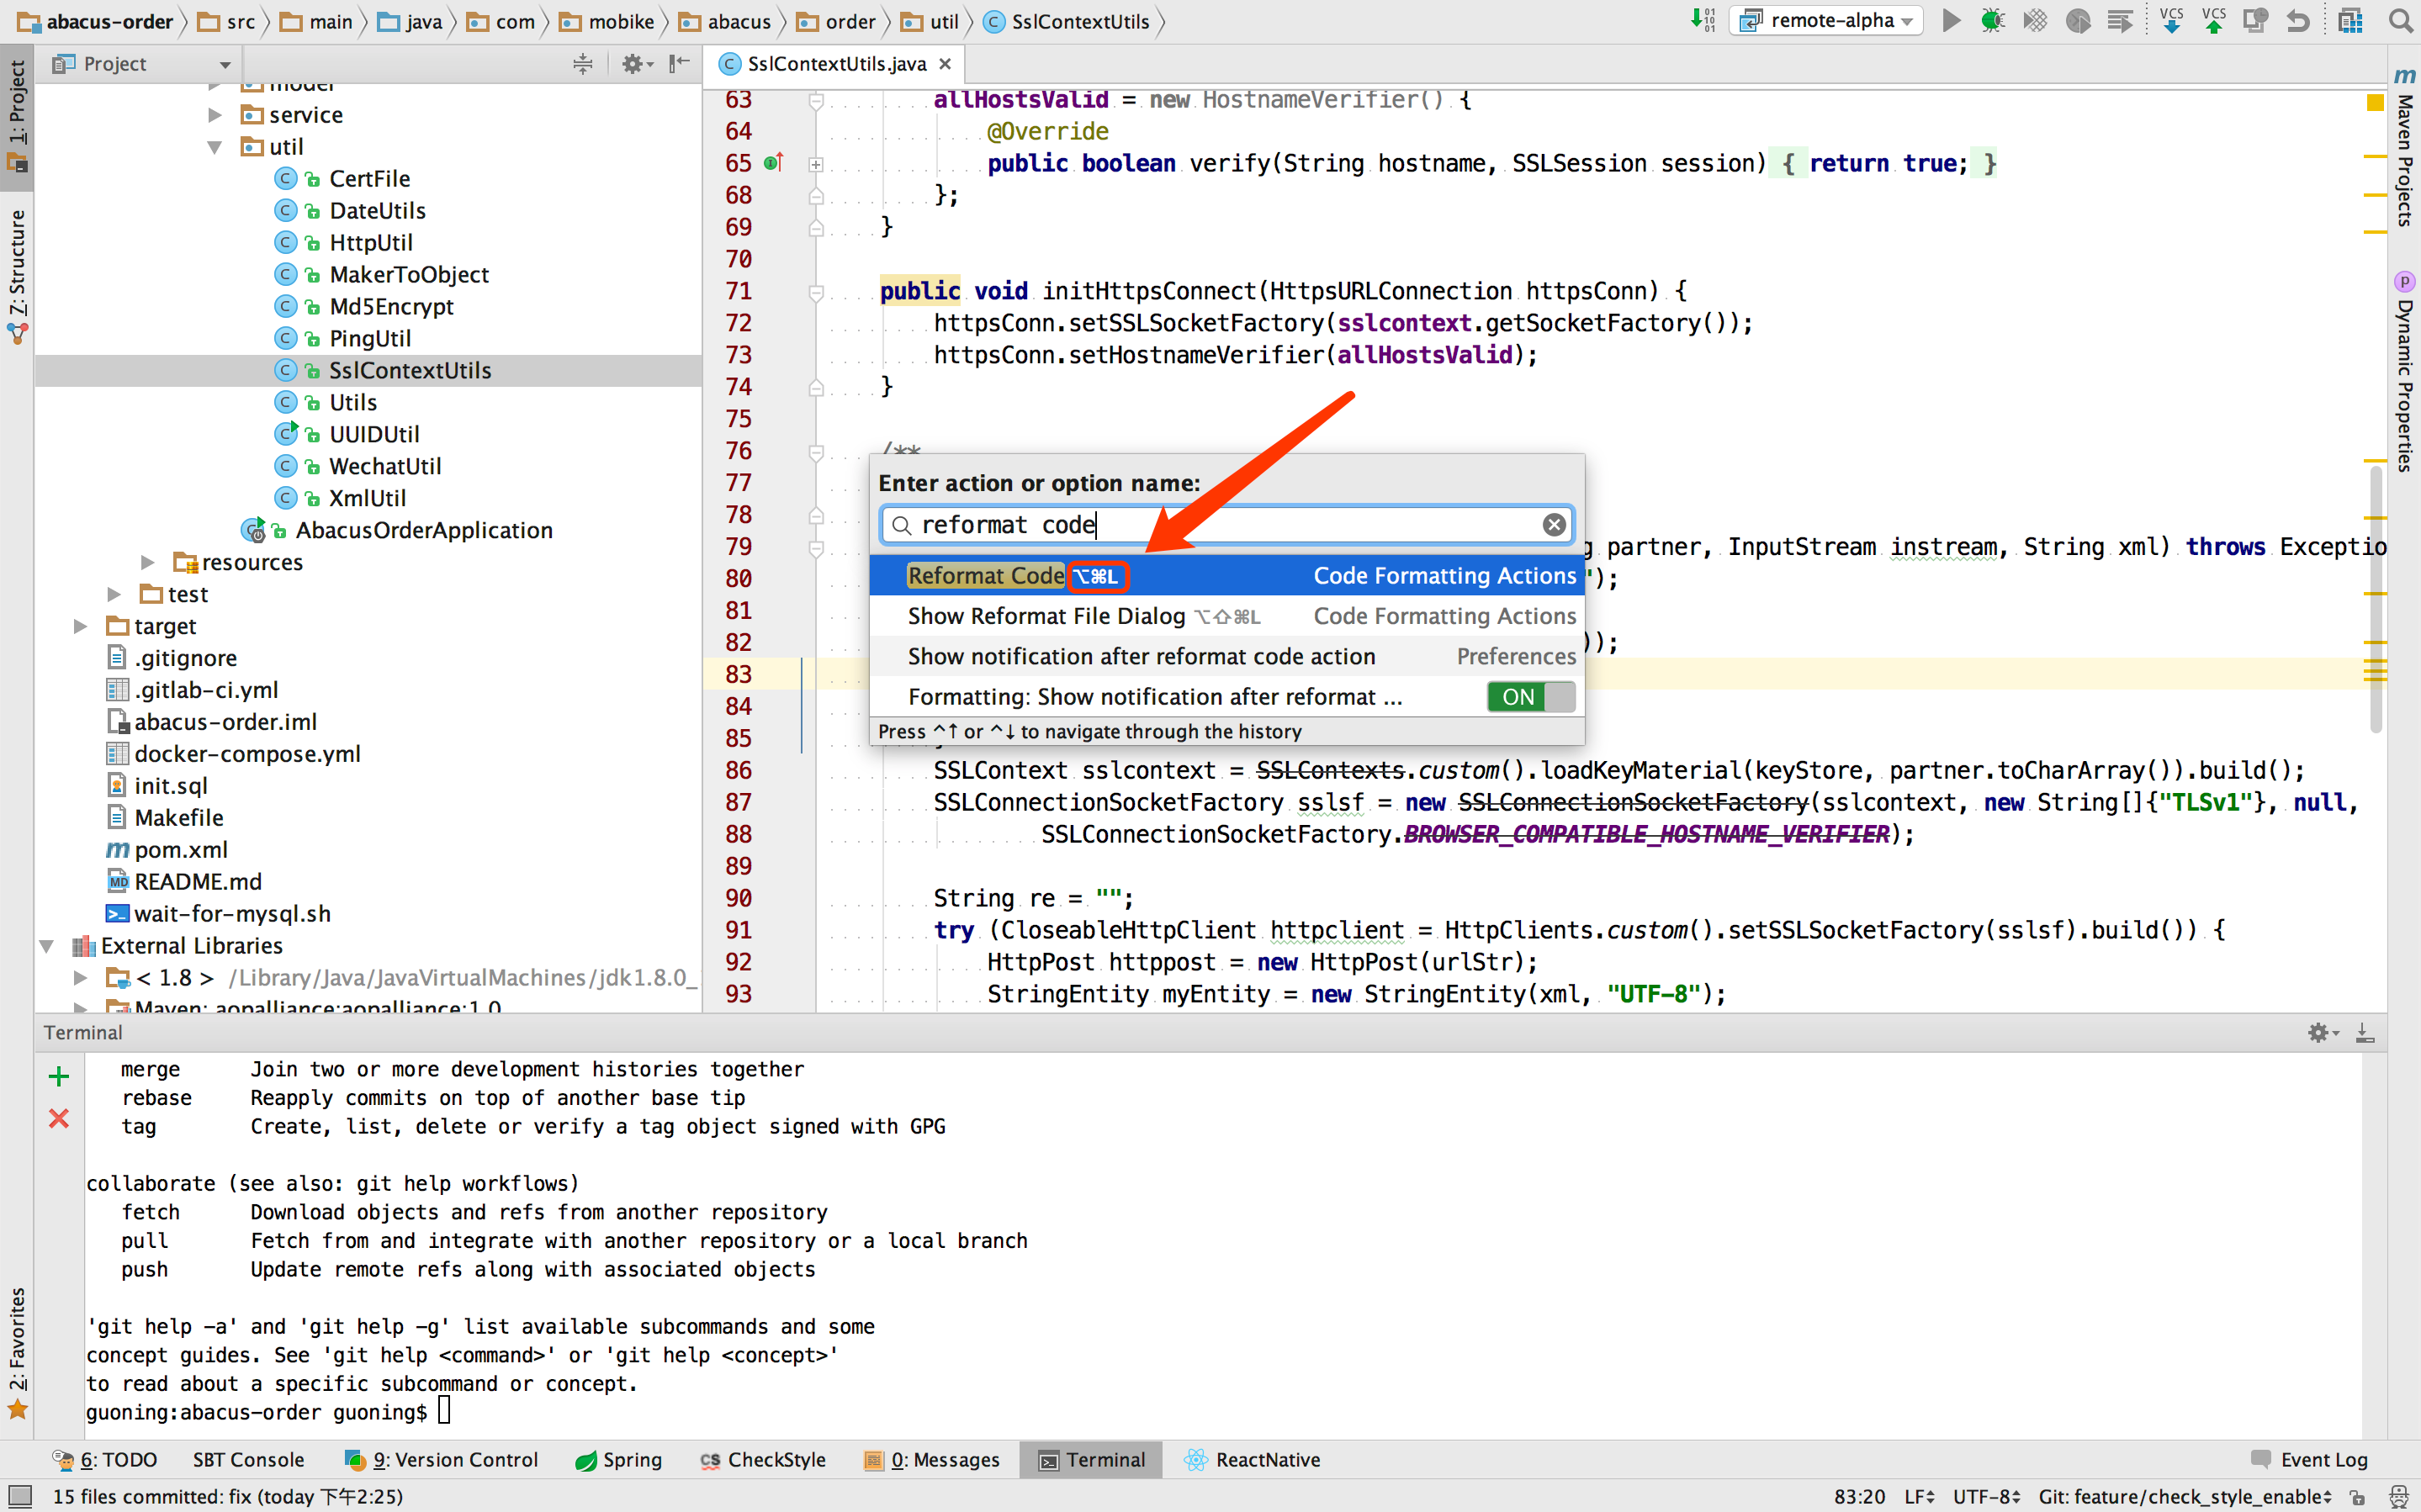 abacus-order src main java com mobike abacus order util SslContextUtils
remote-alpha
VCS VCS
1: Project
Z: Structure
2: Favorites
Project
model
service
util
CertFile
DateUtils
HttpUtil
MakerToObject
Md5Encrypt
PingUtil
SslContextUtils
Utils
UUIDUtil
WechatUtil
XmlUtil
AbacusOrderApplication
resources
test
target
.gitignore
.gitlab-ci.yml
abacus-order.iml
docker-compose.yml
init.sql
Makefile
pom.xml
README.md
wait-for-mysql.sh
External Libraries
< 1.8 > /Library/Java/JavaVirtualMachines/jdk1.8.0_
Maven: aopalliance:aopalliance:1.0
SslContextUtils.java
63 allHostsValid = new HostnameVerifier() {
64 @Override
65 public boolean verify(String hostname, SSLSession session) { return true; }
68 };
69 }
70
71 public void initHttpsConnect(HttpsURLConnection httpsConn) {
72 httpsConn.setSSLSocketFactory(sslcontext.getSocketFactory());
73 httpsConn.setHostnameVerifier(allHostsValid);
74 }
75
76 /**
77
78
79 partner, InputStream instream, String xml) throws Exceptio
80 ");
81
82 ));
83
84
85
86 SSLContext sslcontext = SSLContexts.custom().loadKeyMaterial(keyStore, partner.toCharArray()).build();
87 SSLConnectionSocketFactory sslsf = new SSLConnectionSocketFactory(sslcontext, new String[]{"TLSv1"}, null,
88 SSLConnectionSocketFactory.BROWSER_COMPATIBLE_HOSTNAME_VERIFIER);
89
90 String re = "";
91 try (CloseableHttpClient httpclient = HttpClients.custom().setSSLSocketFactory(sslsf).build()) {
92 HttpPost httppost = new HttpPost(urlStr);
93 StringEntity myEntity = new StringEntity(xml, "UTF-8");
Enter action or option name:
reformat code
Reformat Code ⌥⌘L Code Formatting Actions
Show Reformat File Dialog ⌥⇧⌘L Code Formatting Actions
Show notification after reformat code action Preferences
Formatting: Show notification after reformat ... ON
Press ^↑ or ^↓ to navigate through the history
Maven Projects
Dynamic Properties
Terminal
merge Join two or more development histories together
rebase Reapply commits on top of another base tip
tag Create, list, delete or verify a tag object signed with GPG
collaborate (see also: git help workflows)
fetch Download objects and refs from another repository
pull Fetch from and integrate with another repository or a local branch
push Update remote refs along with associated objects
'git help -a' and 'git help -g' list available subcommands and some
concept guides. See 'git help <command>' or 'git help <concept>'
to read about a specific subcommand or concept.
guoning:abacus-order guoning$
6: TODO SBT Console 9: Version Control Spring CheckStyle 0: Messages Terminal ReactNative Event Log
15 files committed: fix (today 下午2:25) 83:20 LF UTF-8 Git: feature/check_style_enable